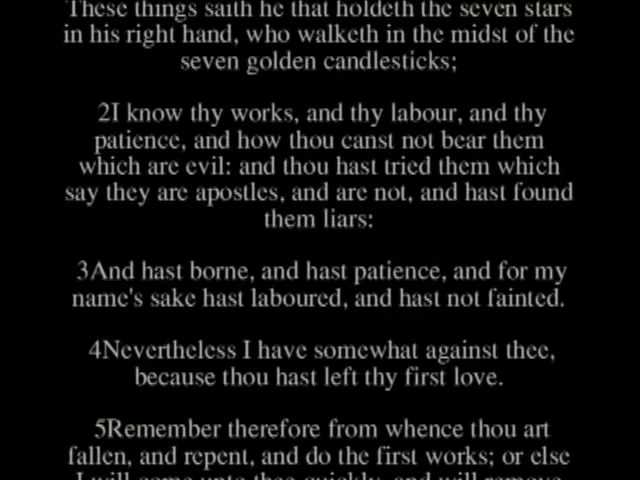 These things saith he that holdeth the seven stars
in his right hand, who walketh in the midst of the
seven golden candlesticks;
2I know thy works, and thy labour, and thy
patience, and how thou canst not bear them
which are evil: and thou hast tried them which
say they are apostles, and are not, and hast found
them liars:
3And hast borne, and hast patience, and for my
name's sake hast laboured, and hast not fainted.
4Nevertheless I have somewhat against thee,
because thou hast left thy first love.
5Remember therefore from whence thou art
fallen, and repent, and do the first works; or else
I will come unto thee quickly, and will remove